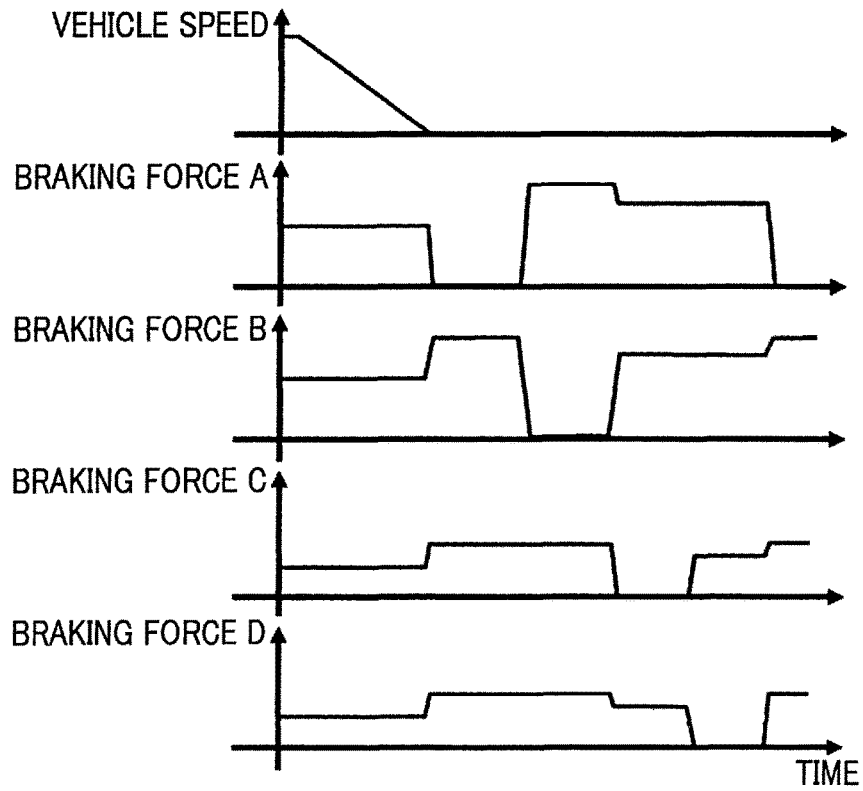 VEHICLE SPEED
BRAKING FORCE A
BRAKING FORCE B
BRAKING FORCE C
BRAKING FORCE D
TIME